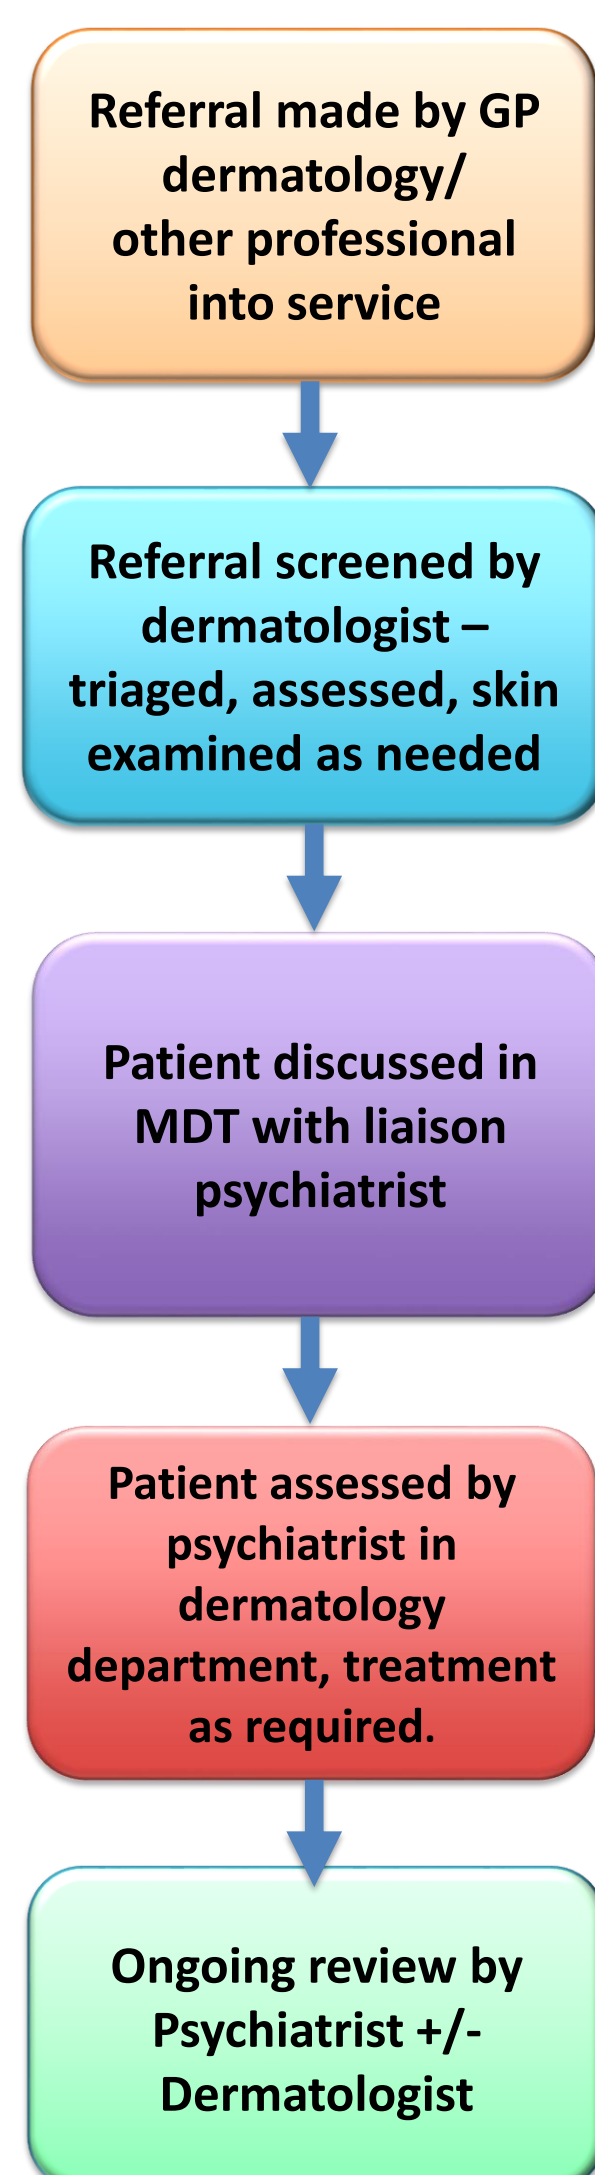 Referral made by GP
dermatology/
other professional
into service
Referral screened by
dermatologist –
triaged, assessed, skin
examined as needed
Patient discussed in
MDT with liaison
psychiatrist
Patient assessed by
psychiatrist in
dermatology
department, treatment
as required.
Ongoing review by
Psychiatrist +/-
Dermatologist